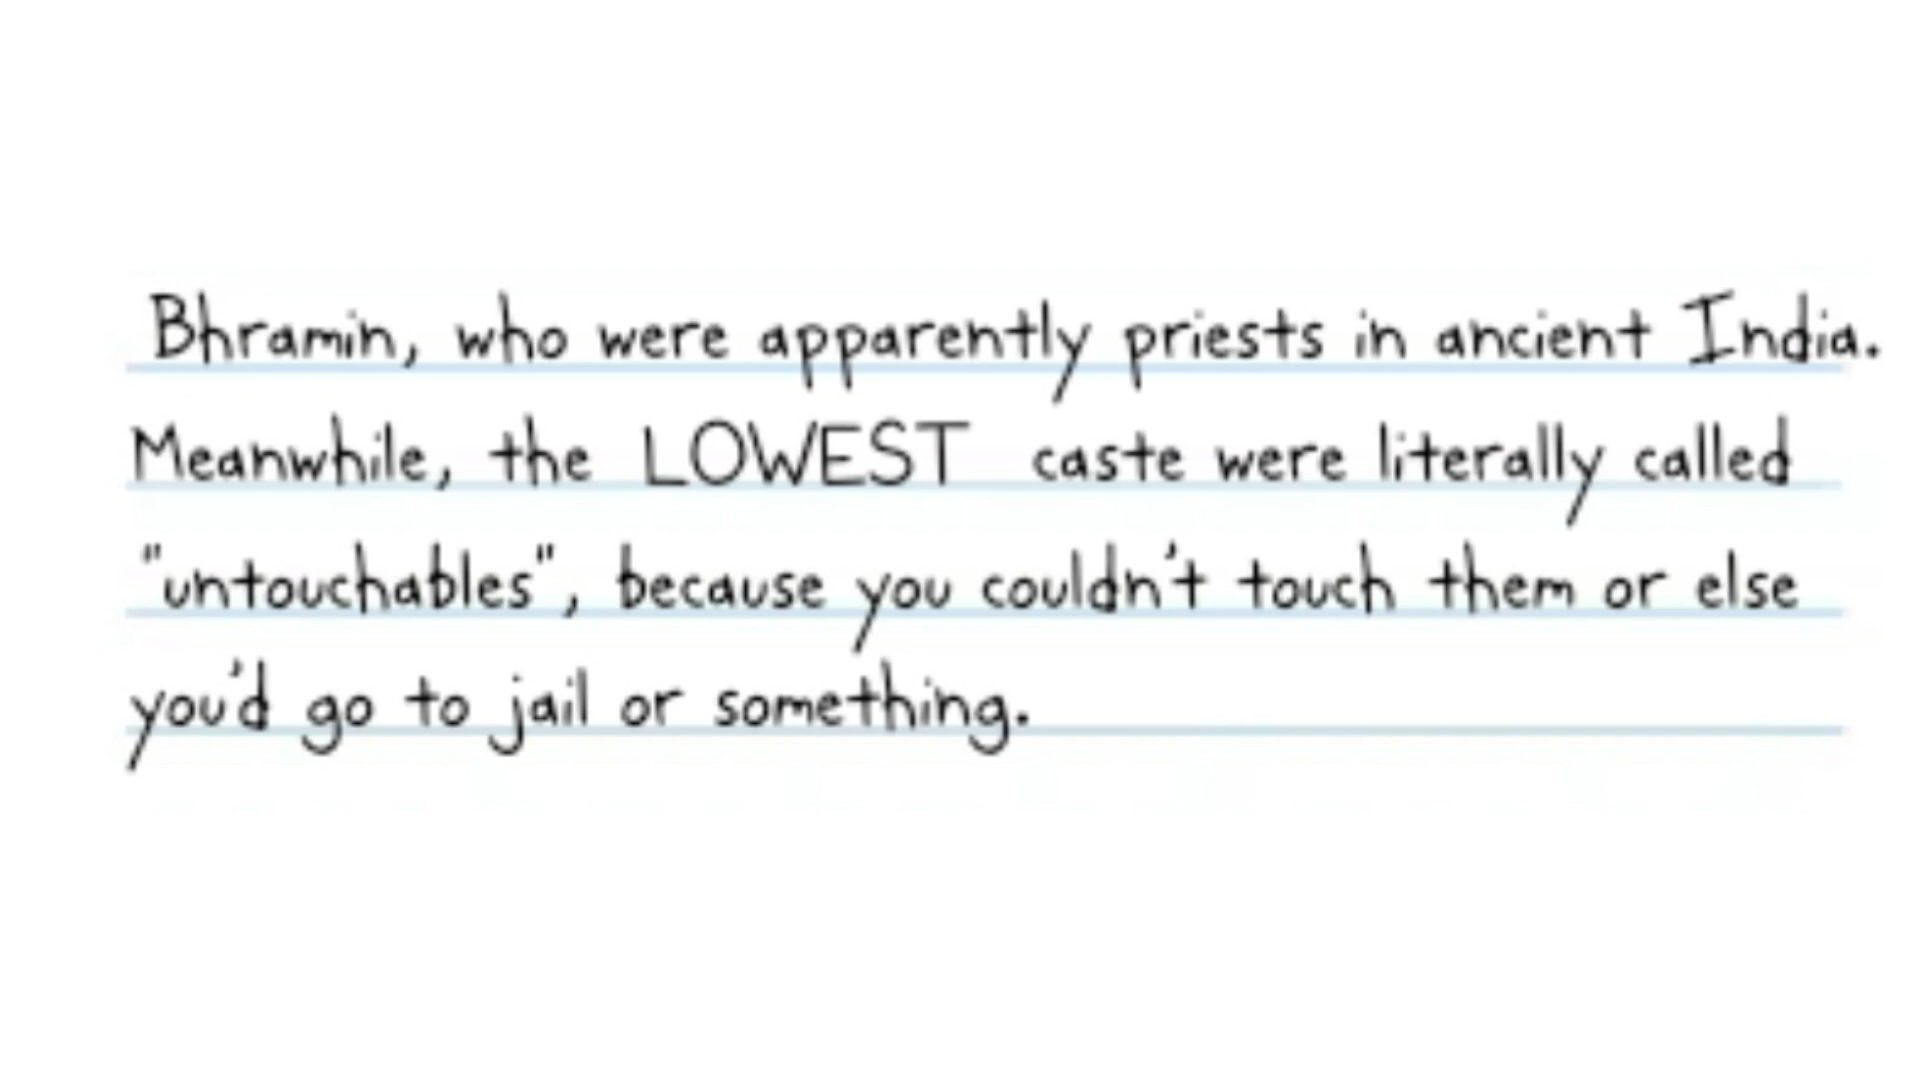 Bhramin, who were apparently priests in ancient India.
Meanwhile, the LOWEST caste were literally called
"untouchables", because you couldn't touch them or else
you'd go to jail or something.